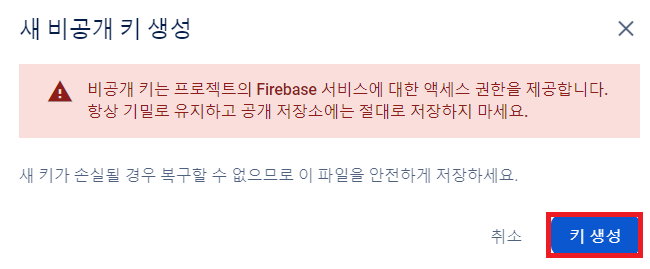 새 비공개 키 생성
비공개 키는 프로젝트의 Firebase 서비스에 대한 액세스 권한을 제공합니다.
항상 기밀로 유지하고 공개 저장소에는 절대로 저장하지 마세요.
새 키가 손실될 경우 복구할 수 없으므로 이 파일을 안전하게 저장하세요.
취소 키 생성